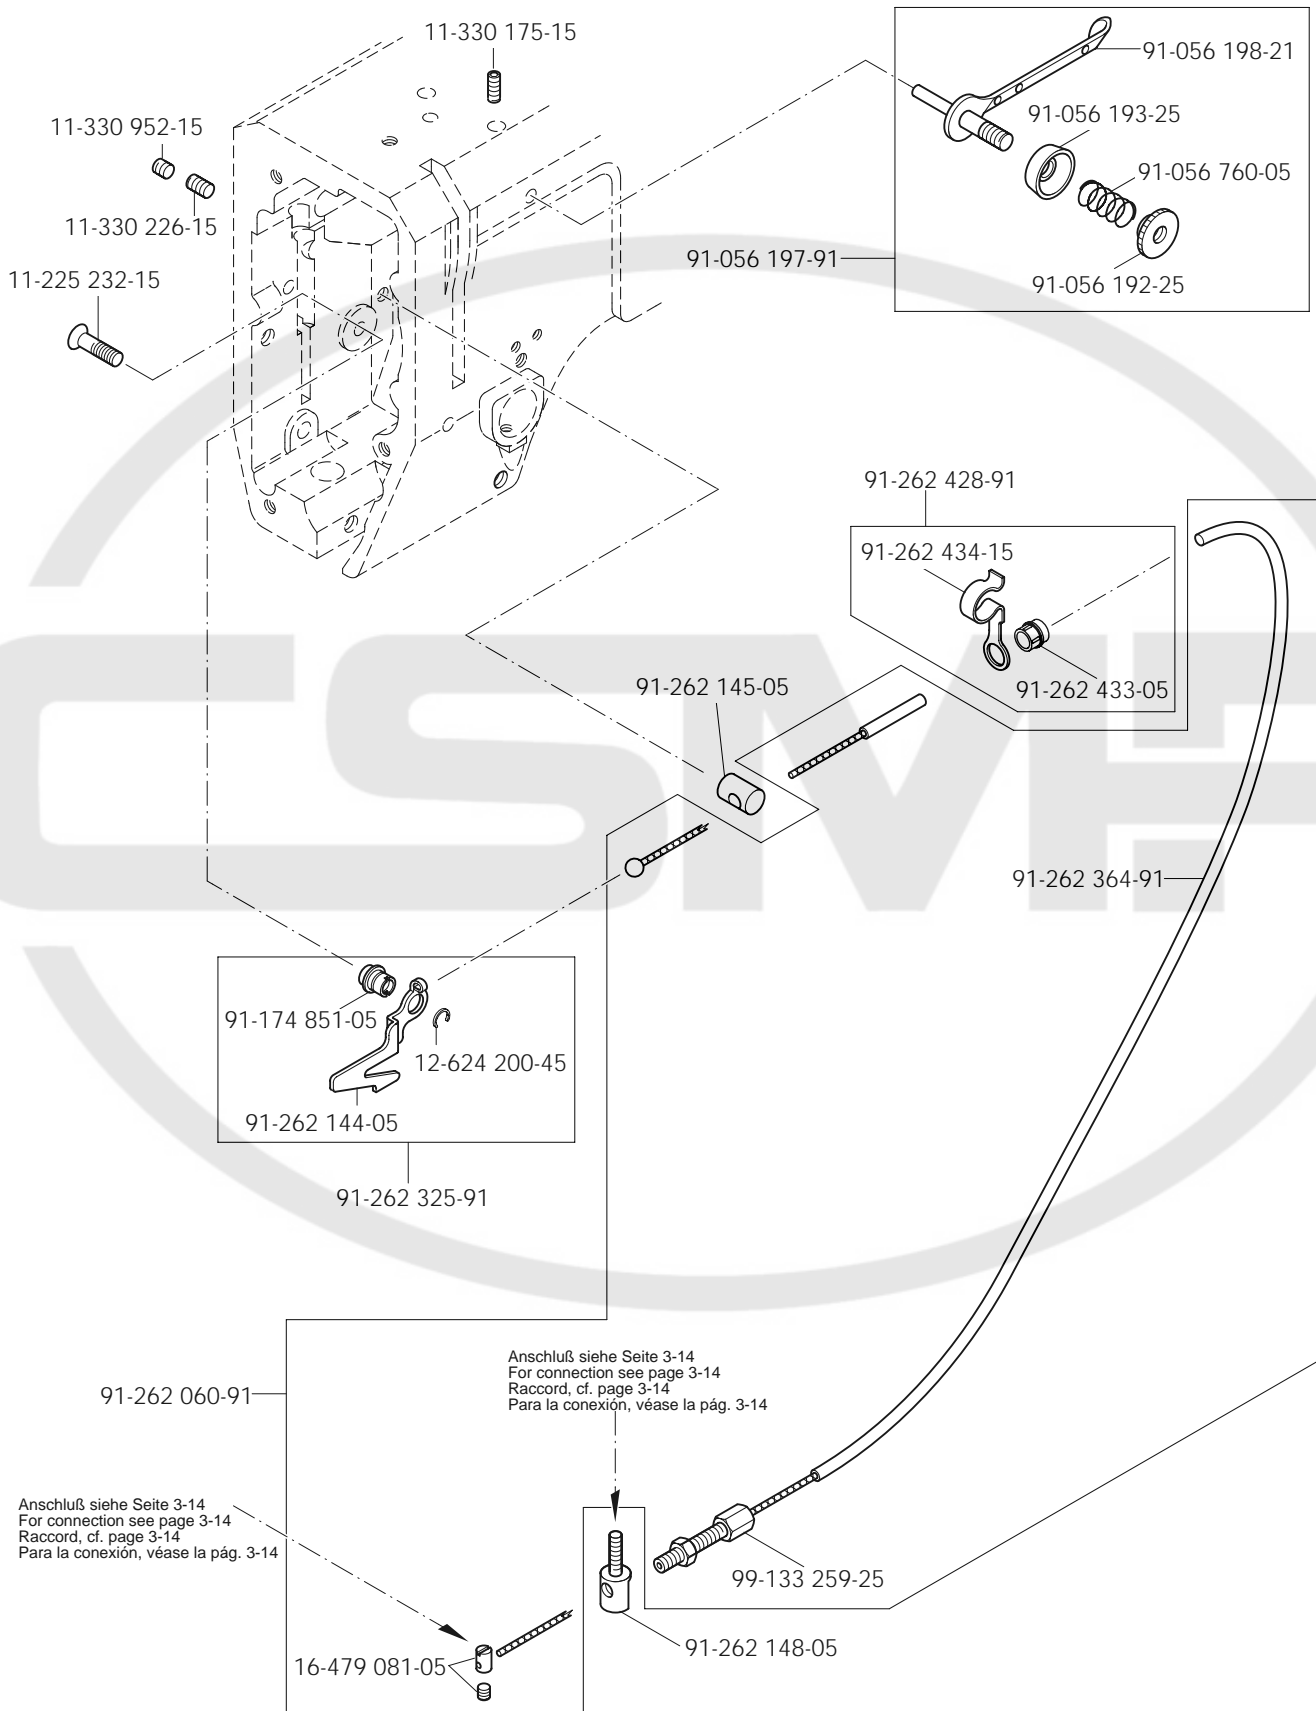 11-330 175-15
91-056 198-21
91-056 193-25
11-330 952-15
91-056 760-05
11-330 226-15
91-056 197-91
11-225 232-15
91-056 192-25
91-262 428-91
91-262 434-15
91-262 145-05
91-262 433-05
91-262 364-91
91-174 851-05
12-624 200-45
91-262 144-05
91-262 325-91
Anschluß siehe Seite 3-14
For connection see page 3-14
Raccord, cf. page 3-14
Para la conexión, véase la pág. 3-14
91-262 060-91
Anschluß siehe Seite 3-14
For connection see page 3-14
Raccord, cf. page 3-14
Para la conexión, véase la pág. 3-14
99-133 259-25
91-262 148-05
16-479 081-05
CSMP